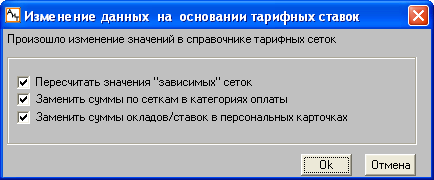 Изменение данных на основании тарифных ставок
Произошло изменение значений в справочнике тарифных сеток
Пересчитать значения "зависимых" сеток
Заменить суммы по сеткам в категориях оплаты
Заменить суммы окладов/ставок в персональных карточках
Ok
Отмена